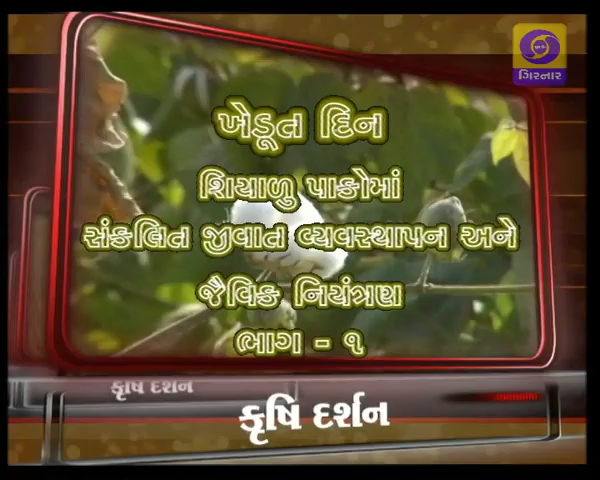 ગિરનાર
ખેડૂત દિન
શિયાળુ પાકોમાં
સંકલિત જીવાત વ્યવસ્થાપન અને
જૈવિક નિયંત્રણ
ભાગ - ૧
કૃષિ દર્શન
કૃષિ દર્શન